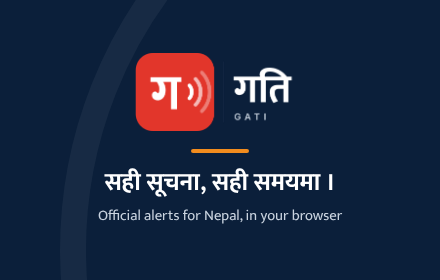 ग
गति
GATI
सही सूचना, सही समयमा ।
Official alerts for Nepal, in your browser